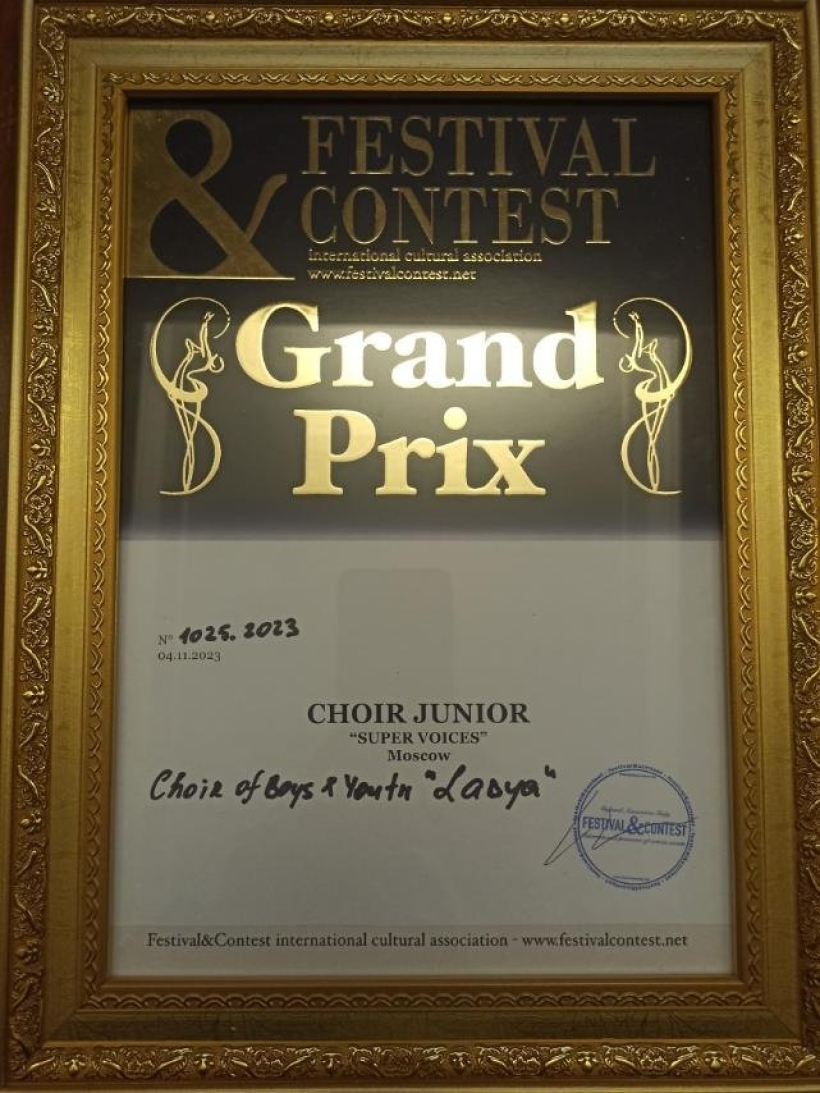 &
FESTIVAL
CONTEST
international cultural association
www.festivalcontest.net
Grand
Prix
N° 1025.2023
04.11.2023
CHOIR JUNIOR
“SUPER VOICES”
Moscow
Choir of Boys & Youth "Ladya"
FESTIVAL&CONTEST
Festival&Contest international cultural association - www.festivalcontest.net